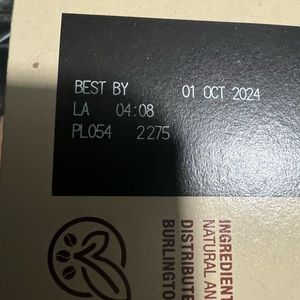 BEST BY 01 OCT 2024
LA 04:08
PL054 2275
INGREDIEN
NATURAL AN
DISTRIBUTE
BURLINGTO